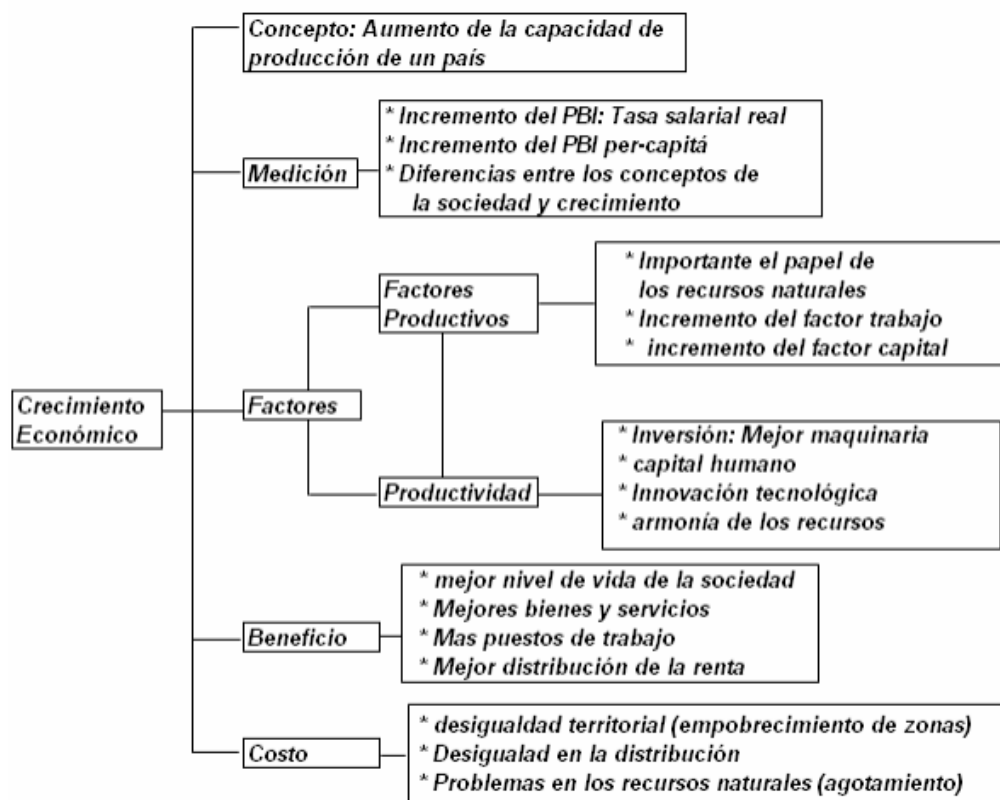 Concepto: Aumento de la capacidad de
producción de un país
* Incremento del PBI: Tasa salarial real
* Incremento del PBI per-capitá
Medición
* Diferencias entre los conceptos de
la sociedad y crecimiento
Factores
Productivos
* Importante el papel de
los recursos naturales
* Incremento del factor trabajo
* incremento del factor capital
Crecimiento
Económico
Factores
Productividad
* Inversión: Mejor maquinaria
* capital humano
* Innovación tecnológica
* armonía de los recursos
Beneficio
* mejor nivel de vida de la sociedad
* Mejores bienes y servicios
* Mas puestos de trabajo
* Mejor distribución de la renta
Costo
* desigualdad territorial (empobrecimiento de zonas)
* Desigualad en la distribución
* Problemas en los recursos naturales (agotamiento)